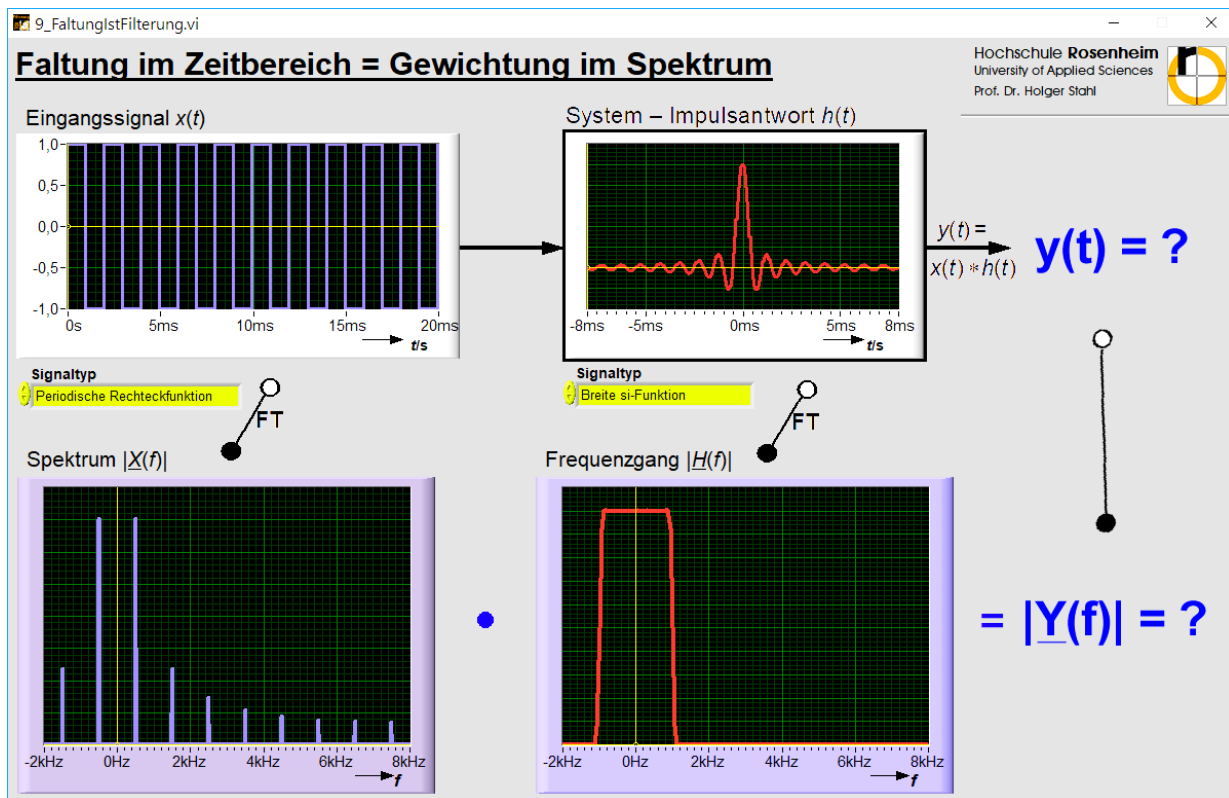 9_FaltungIstFilterung.vi
Faltung im Zeitbereich = Gewichtung im Spektrum
Hochschule Rosenheim
University of Applied Sciences
Prof. Dr. Holger Stahl
r
Eingangssignal x(t)
1,0
0,5
0,0
-0,5
-1,0
0s 5ms 10ms 15ms 20ms
t/s
System – Impulsantwort h(t)
-8ms -5ms 0ms 5ms 8ms
t/s
y(t) =
x(t) * h(t)
y(t) = ?
Signaltyp
Periodische Rechteckfunktion
FT
Signaltyp
Breite si-Funktion
FT
Spektrum |X(f)|
-2kHz 0Hz 2kHz 4kHz 6kHz 8kHz
f
Frequenzgang |H(f)|
-2kHz 0Hz 2kHz 4kHz 6kHz 8kHz
f
= |Y(f)| = ?